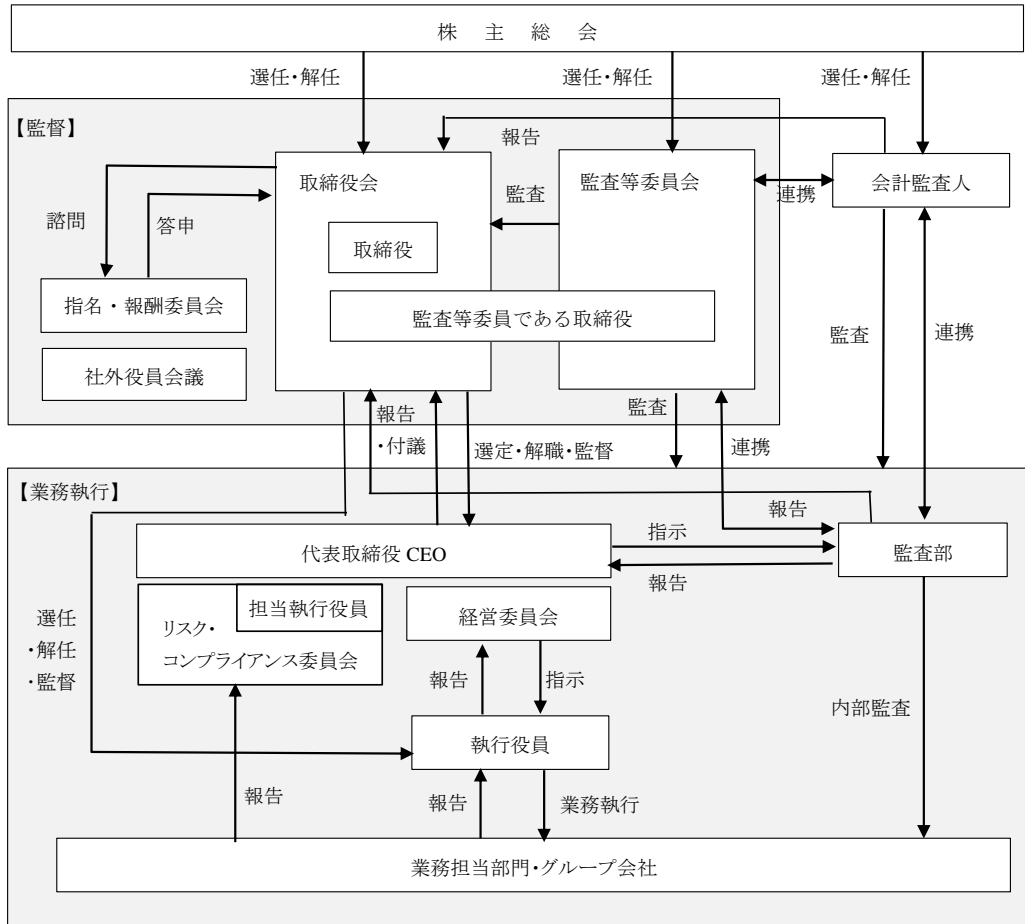 株 主 総 会
選任・解任
選任・解任
選任・解任
【監督】
報告
取締役会
監査等委員会
会計監査人
監査
連携
諮問
答申
取締役
指名・報酬委員会
監査等委員である取締役
監査
連携
社外役員会議
報告
・付議
監査
選定・解職・監督
連携
【業務執行】
報告
代表取締役 CEO
指示
監査部
報告
担当執行役員
リスク・
コンプライアンス委員会
経営委員会
選任
・解任
・監督
報告
指示
内部監査
執行役員
報告
報告
業務執行
業務担当部門・グループ会社